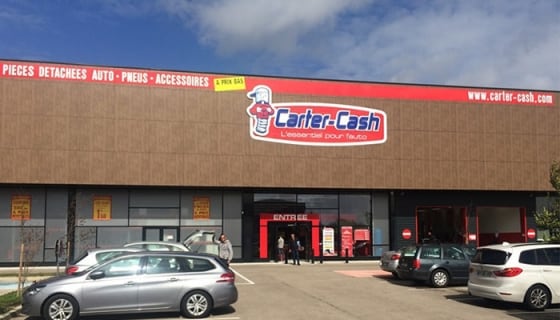 PIECES DETACHEES AUTO - PNEUS - ACCESSOIRES A PRIX BAS
www.carter-cash.com
Carter-Cash
L'essentiel pour l'auto
ENTREE